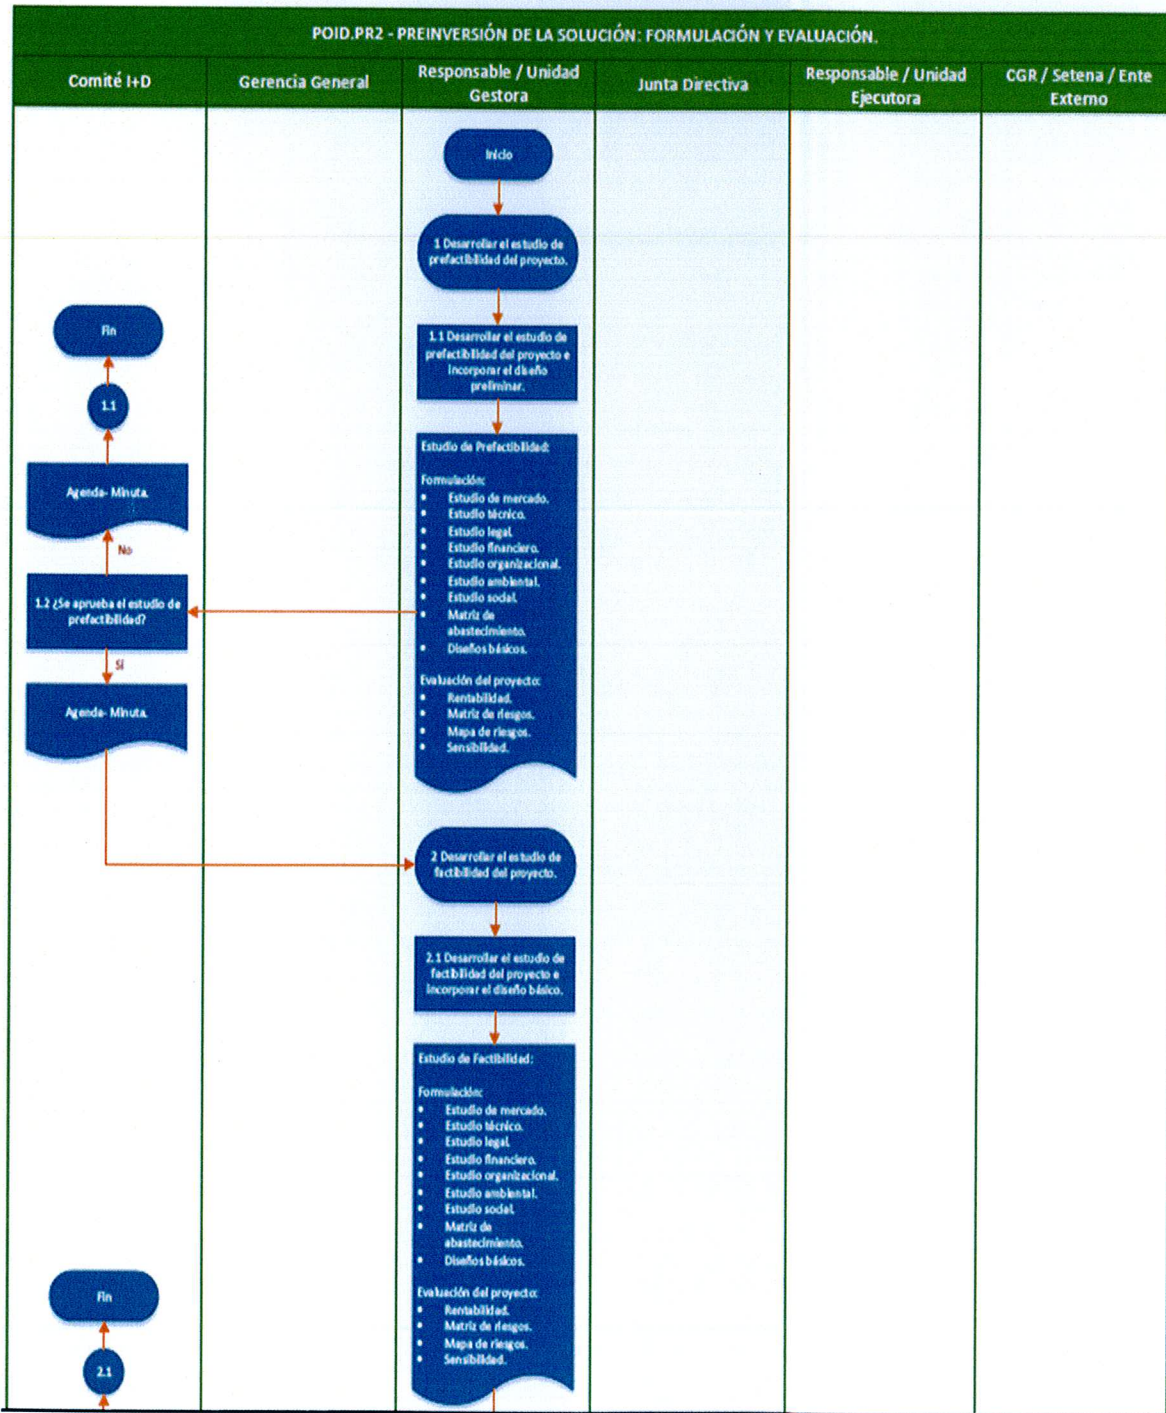 POID.PR2 - PREINVERSIÓN DE LA SOLUCIÓN: FORMULACIÓN Y EVALUACIÓN.
Comité I+D
Gerencia General
Responsable / Unidad
Gestora
Junta Directiva
Responsable / Unidad
Ejecutora
CGR / Setena / Ente
Externo
Inicio
1 Desarrollar el estudio de
prefactibilidad del proyecto.
1.1 Desarrollar el estudio de
prefactibilidad del proyecto e
incorporar el diseño
preliminar.
Fin
1.1
Agenda- Minuta.
No
1.2 ¿Se aprueba el estudio de
prefactibilidad?
Sí
Agenda- Minuta.
Estudio de Prefactibilidad:
Formulación:
• Estudio de mercado.
• Estudio técnico.
• Estudio legal.
• Estudio financiero.
• Estudio organizacional.
• Estudio ambiental.
• Estudio social.
• Matriz de
abastecimiento.
• Diseños básicos.
Evaluación del proyecto:
• Rentabilidad.
• Matriz de riesgos.
• Mapa de riesgos.
• Sensibilidad.
2 Desarrollar el estudio de
factibilidad del proyecto.
2.1 Desarrollar el estudio de
factibilidad del proyecto e
incorporar el diseño básico.
Estudio de Factibilidad:
Formulación:
• Estudio de mercado.
• Estudio técnico.
• Estudio legal.
• Estudio financiero.
• Estudio organizacional.
• Estudio ambiental.
• Estudio social.
• Matriz de
abastecimiento.
• Diseños básicos.
Evaluación del proyecto:
• Rentabilidad.
• Matriz de riesgos.
• Mapa de riesgos.
• Sensibilidad.
Fin
2.1